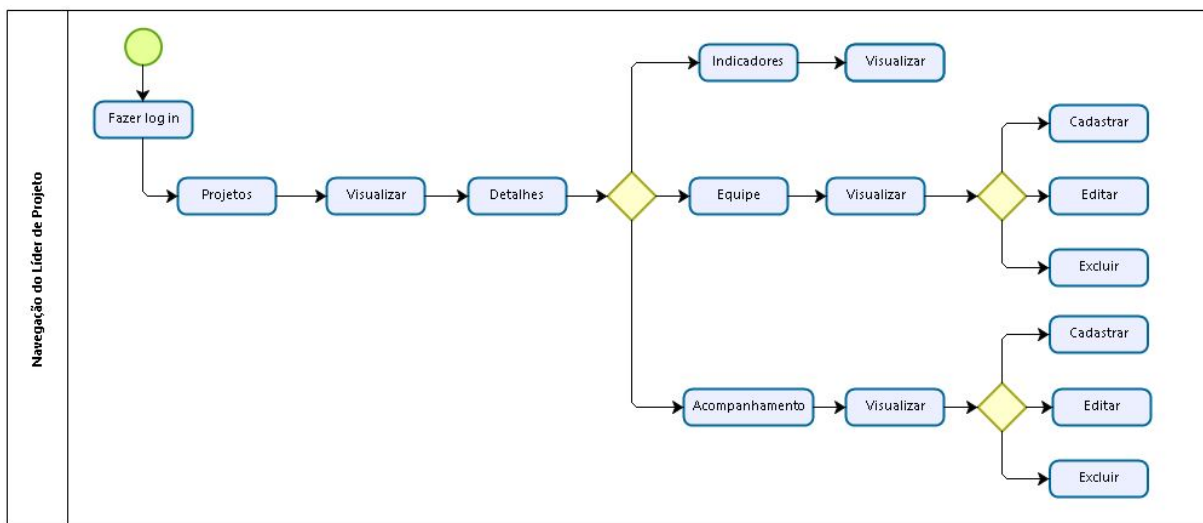 Navegação do Líder de Projeto
Fazer log in
Projetos
Visualizar
Detalhes
Indicadores
Visualizar
Equipe
Visualizar
Cadastrar
Editar
Excluir
Acompanhamento
Visualizar
Cadastrar
Editar
Excluir